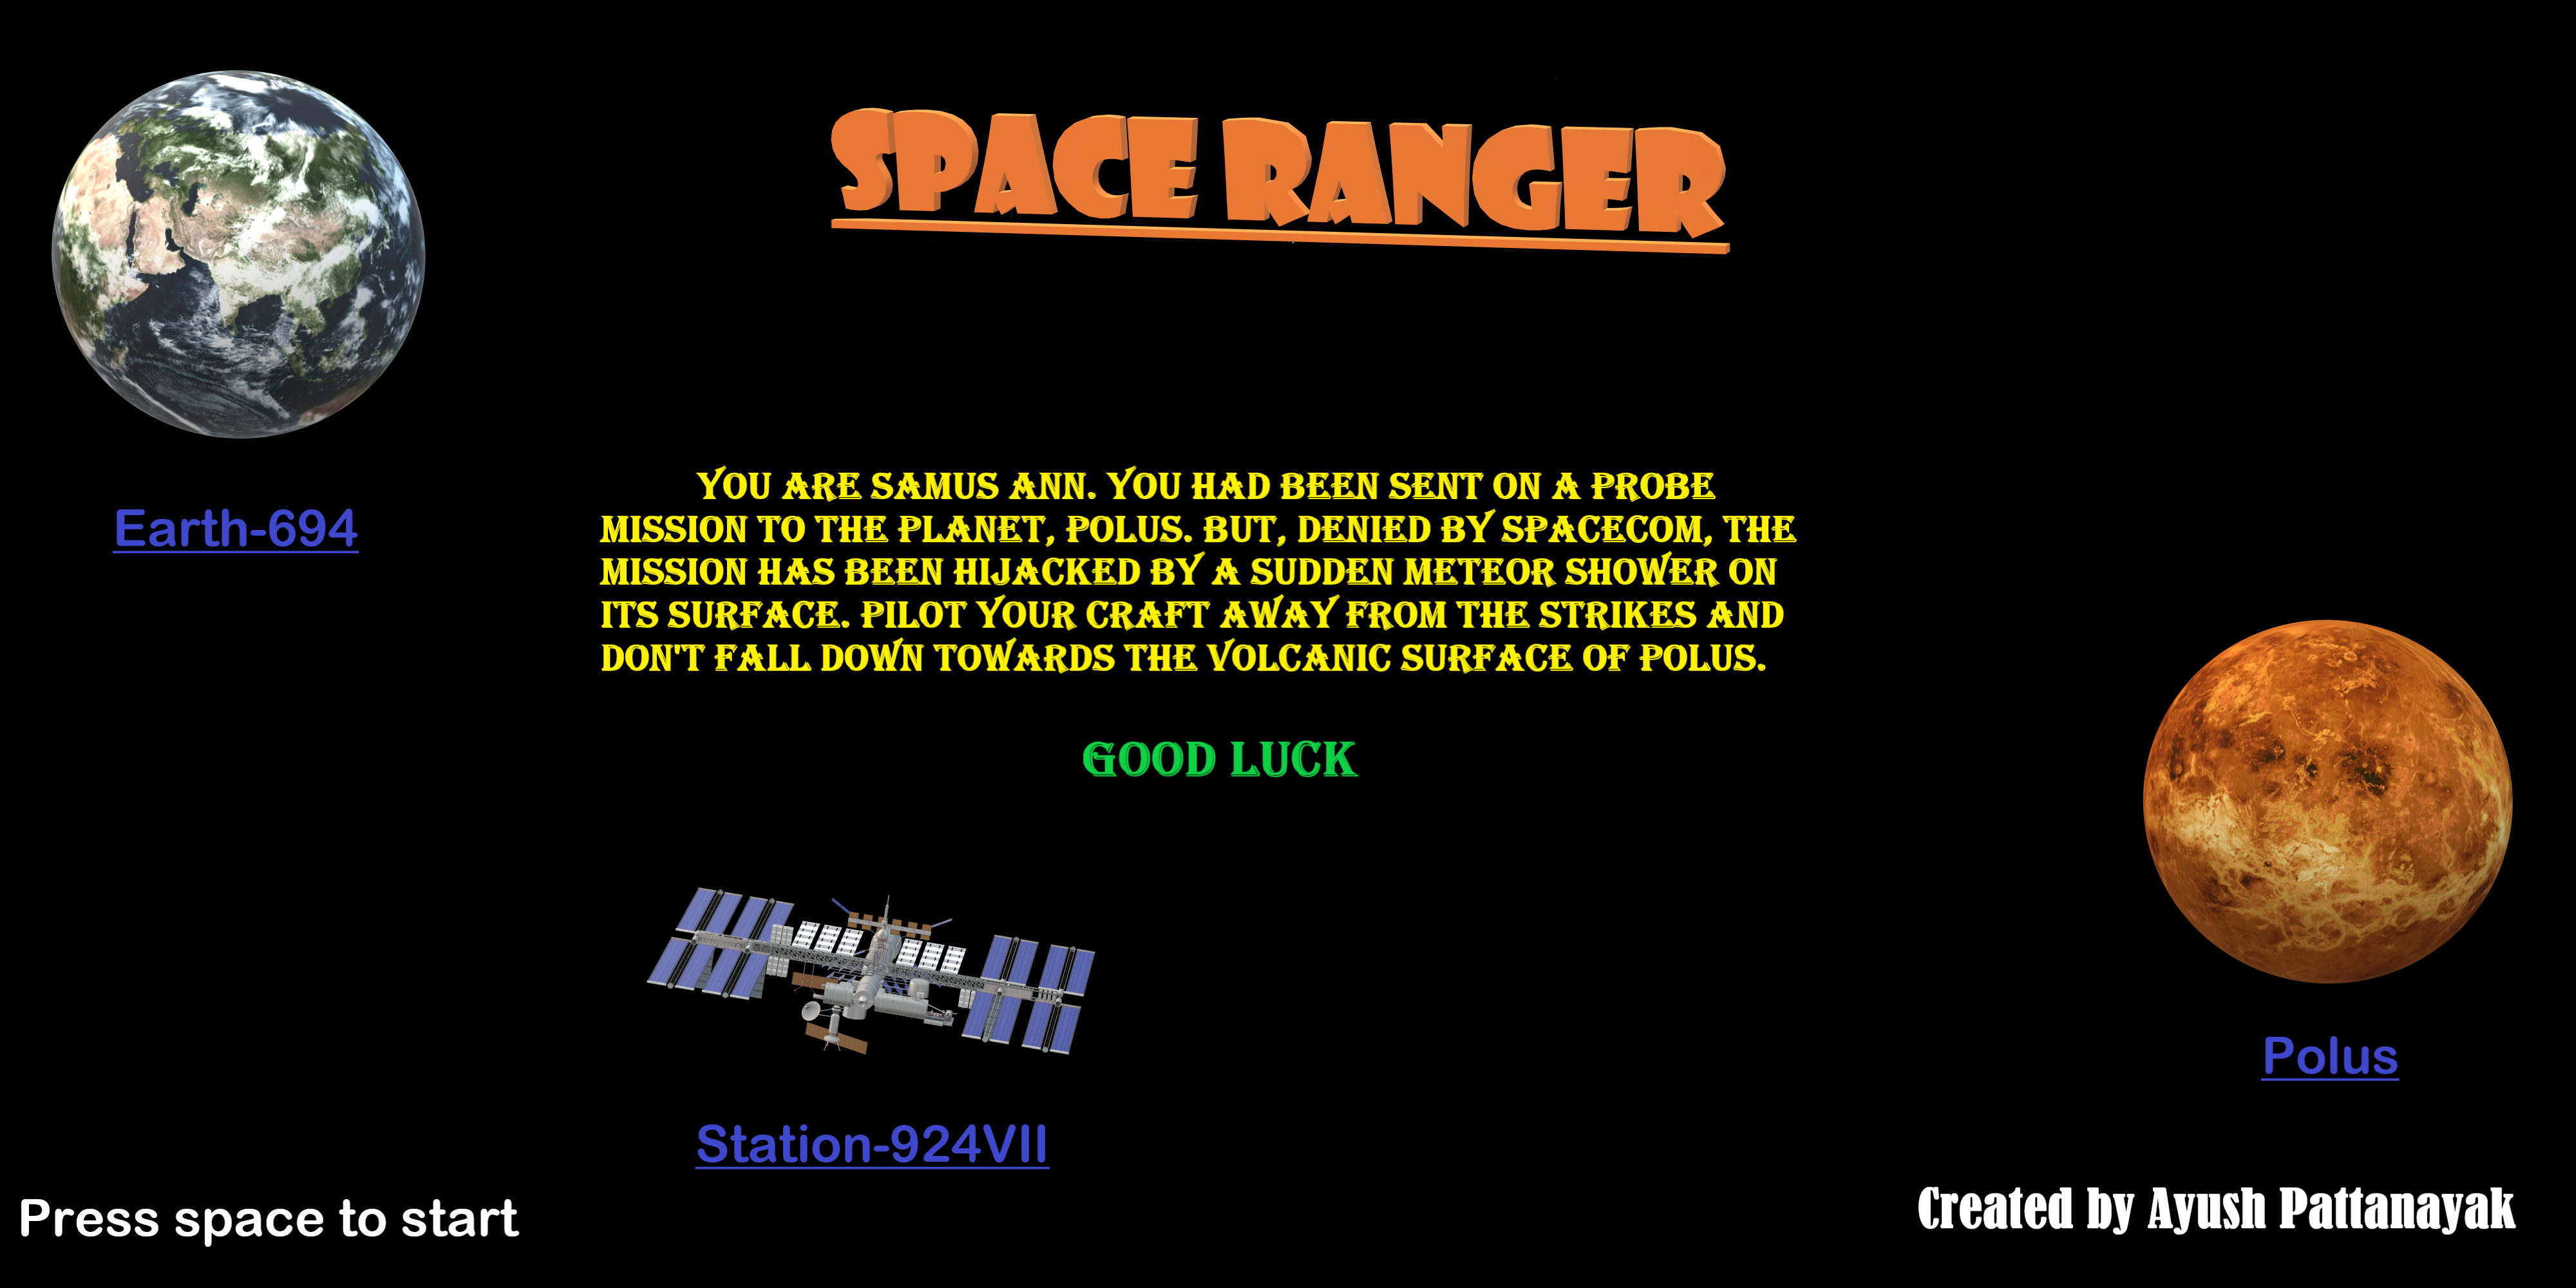 SPACE RANGER
YOU ARE SAMUS ANN. YOU HAD BEEN SENT ON A PROBE
MISSION TO THE PLANET, POLUS. BUT, DENIED BY SPACECOM, THE
MISSION HAS BEEN HIJACKED BY A SUDDEN METEOR SHOWER ON
ITS SURFACE. PILOT YOUR CRAFT AWAY FROM THE STRIKES AND
DON'T FALL DOWN TOWARDS THE VOLCANIC SURFACE OF POLUS.
GOOD LUCK
Earth-694
Polus
Station-924VII
Press space to start
Created by Ayush Pattanayak